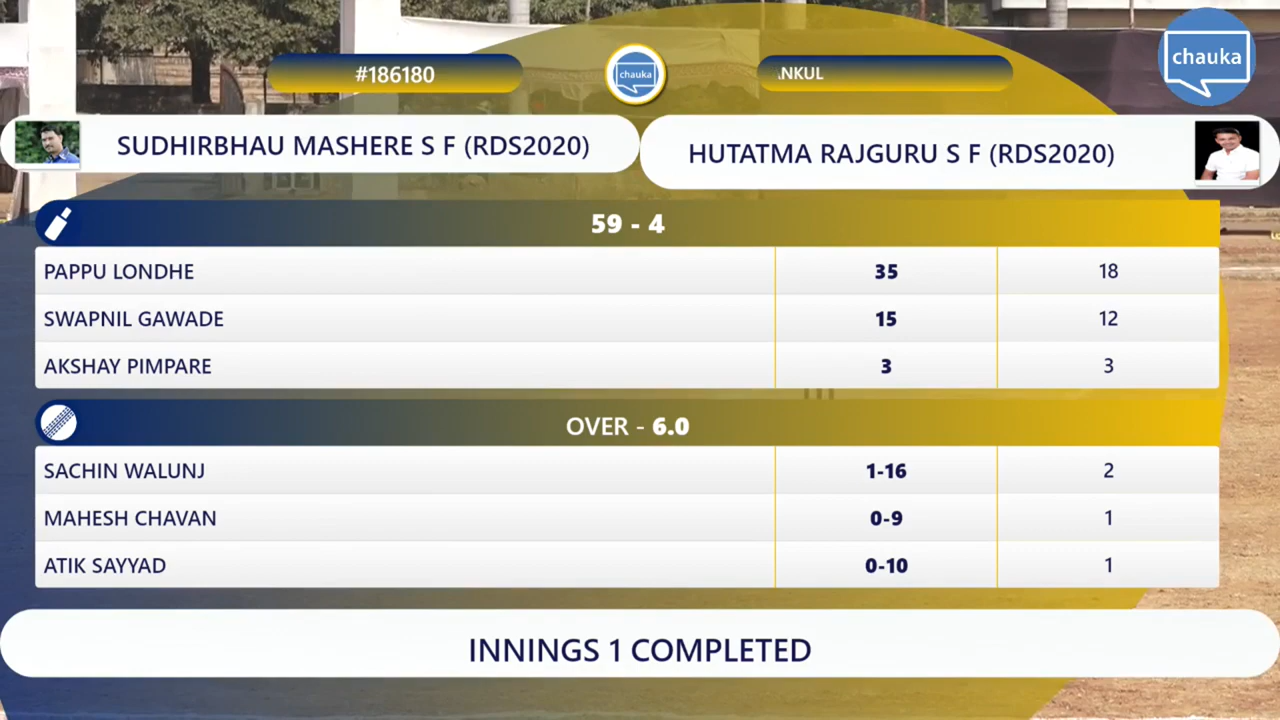 #186180
chauka
chauka
SUDHIRBHAU MASHERE S F (RDS2020)
HUTATMA RAJGURU S F (RDS2020)
59 - 4
PAPPU LONDHE 35 18
SWAPNIL GAWADE 15 12
AKSHAY PIMPARE 3 3
OVER - 6.0
SACHIN WALUNJ 1-16 2
MAHESH CHAVAN 0-9 1
ATIK SAYYAD 0-10 1
INNINGS 1 COMPLETED